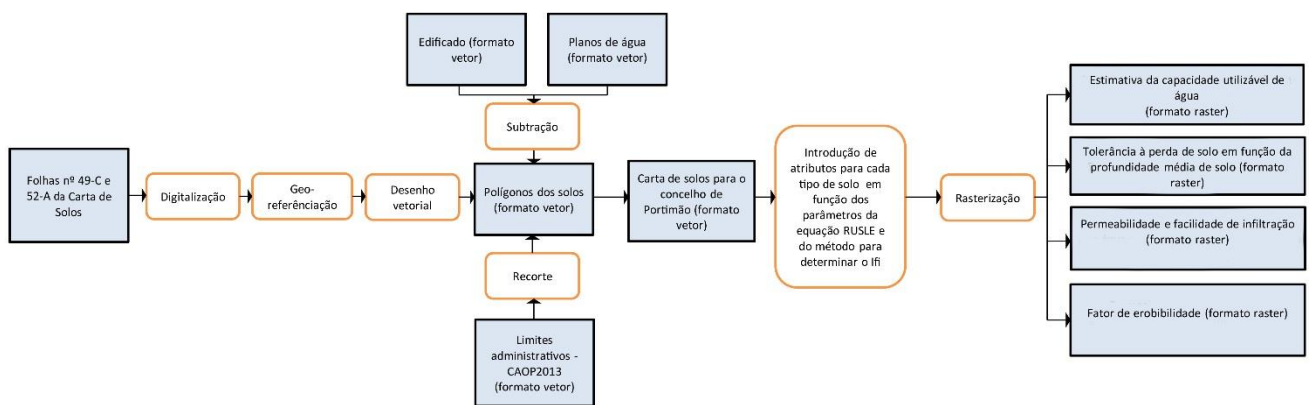 Edificado (formato
vetor)
Planos de água
(formato vetor)
Subtração
Folhas nº 49-C e
52-A da Carta de
Solos
Digitalização
Geo-
referênciação
Desenho
vetorial
Polígonos dos solos
(formato vetor)
Recorte
Limites
administrativos -
CAOP2013
(formato vetor)
Carta de solos para o
concelho de
Portimão (formato
vetor)
Introdução de
atributos para cada
tipo de solo em
função dos
parâmetros da
equação RUSLE e
do método para
determinar o Ifi
Rasterização
Estimativa da capacidade utilizável de
água
(formato raster)
Tolerância à perda de solo em função da
profundidade média de solo (formato
raster)
Permeabilidade e facilidade de infiltração
(formato raster)
Fator de erobibilidade (formato raster)